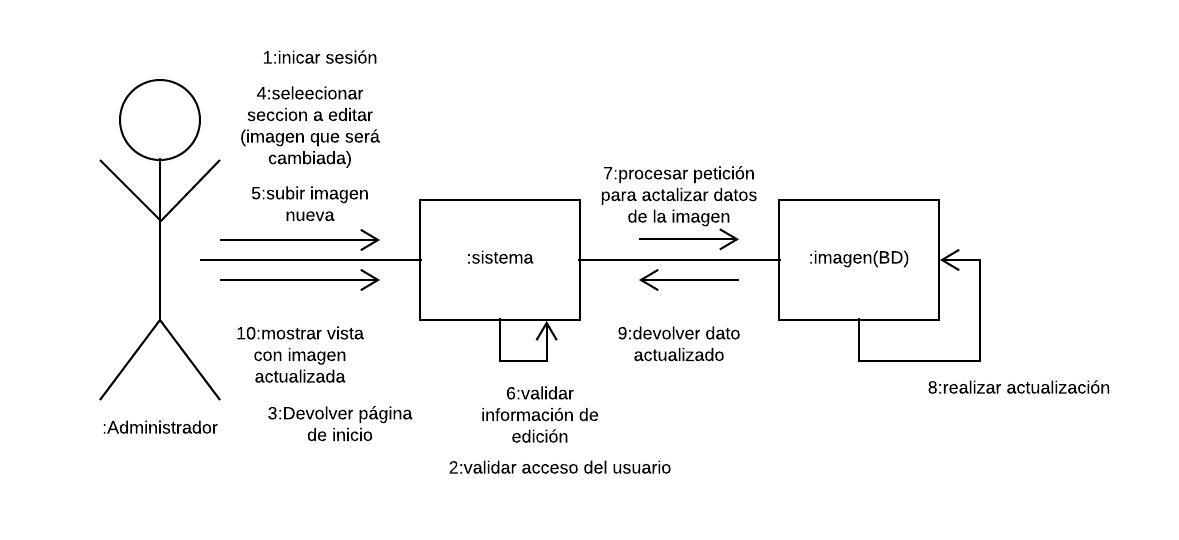 1:inicar sesión
4:seleecionar
seccion a editar
(imagen que será
cambiada)
5:subir imagen
nueva
7:procesar petición
para actalizar datos
de la imagen
:sistema
:imagen(BD)
10:mostrar vista
con imagen
actualizada
9:devolver dato
actualizado
6:validar
información de
edición
8:realizar actualización
3:Devolver página
de inicio
:Administrador
2:validar acceso del usuario